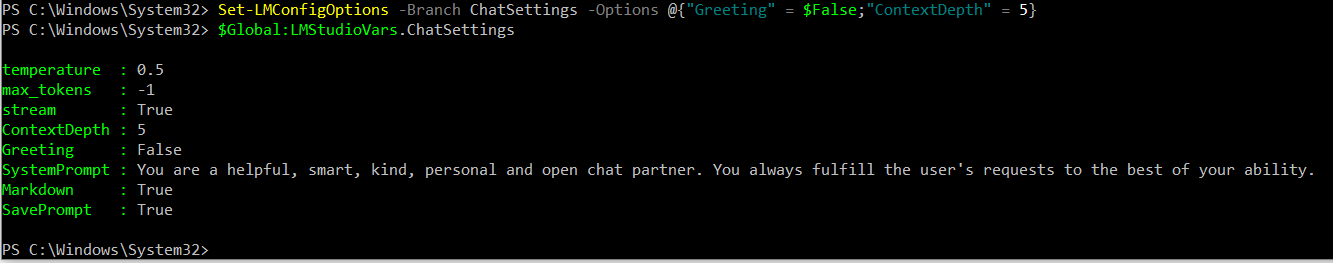 PS C:\Windows\System32> Set-LMConfigOptions -Branch ChatSettings -Options @{"Greeting" = $False;"ContextDepth" = 5}
PS C:\Windows\System32> $Global:LMStudioVars.ChatSettings
temperature : 0.5
max_tokens : -1
stream : True
ContextDepth : 5
Greeting : False
SystemPrompt : You are a helpful, smart, kind, personal and open chat partner. You always fulfill the user's requests to the best of your ability.
Markdown : True
SavePrompt : True
PS C:\Windows\System32>